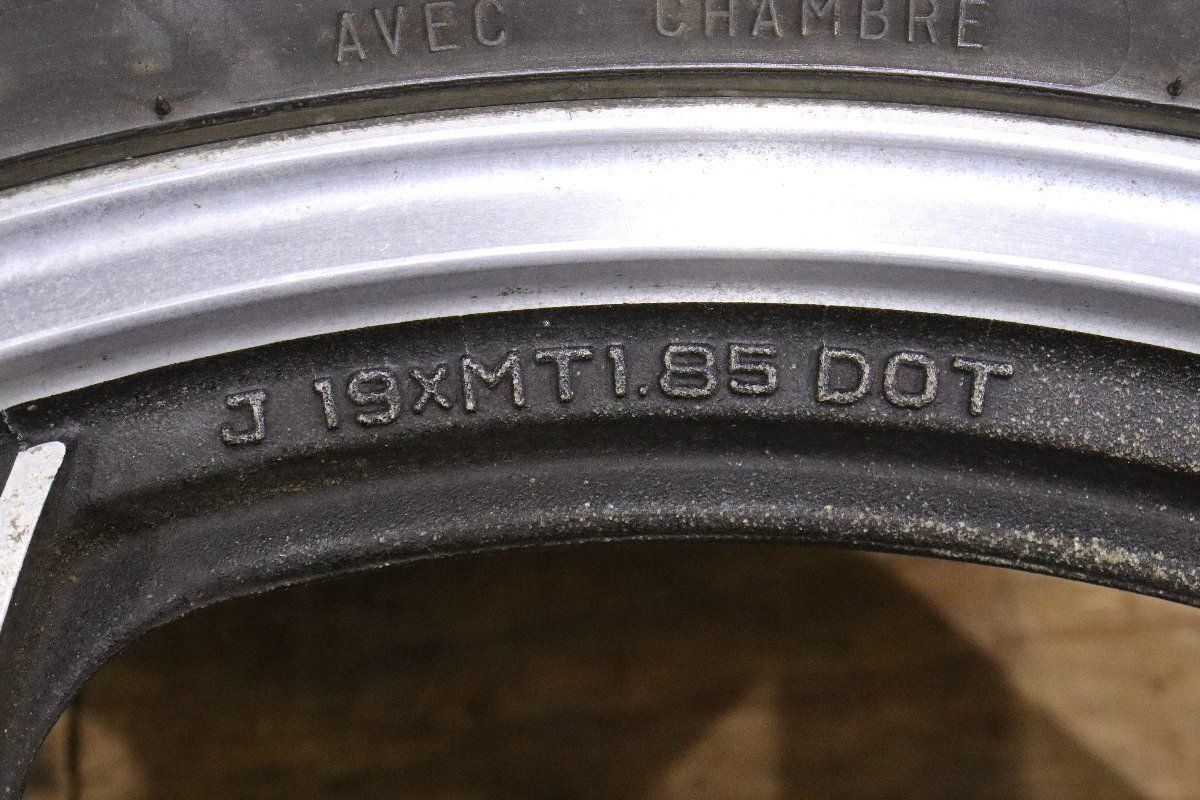 AVEC CHAMBRE
J 19xMT1.85 DOT